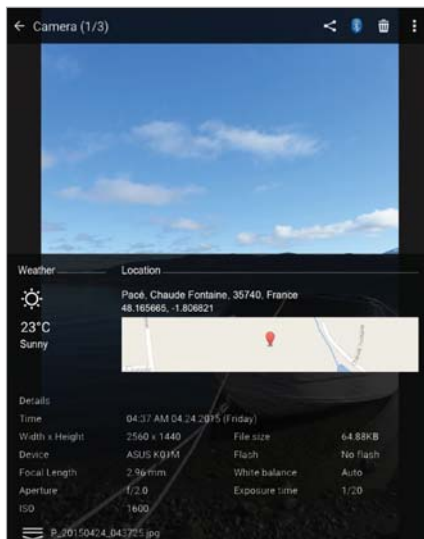 Camera (1/3)
Weather
Location
Pacé, Chaude Fontaine, 35740, France
48.165665, -1.806821
23°C
Sunny
Details
Time 04:37 AM 04.24.2015 (Friday)
Width x Height 2560 x 1440 File size 64.88KB
Device ASUS K01M Flash No flash
Focal Length 2.96 mm White balance Auto
Aperture f/2.0 Exposure time 1/20
ISO 1600
P_20150424_043725.jpg